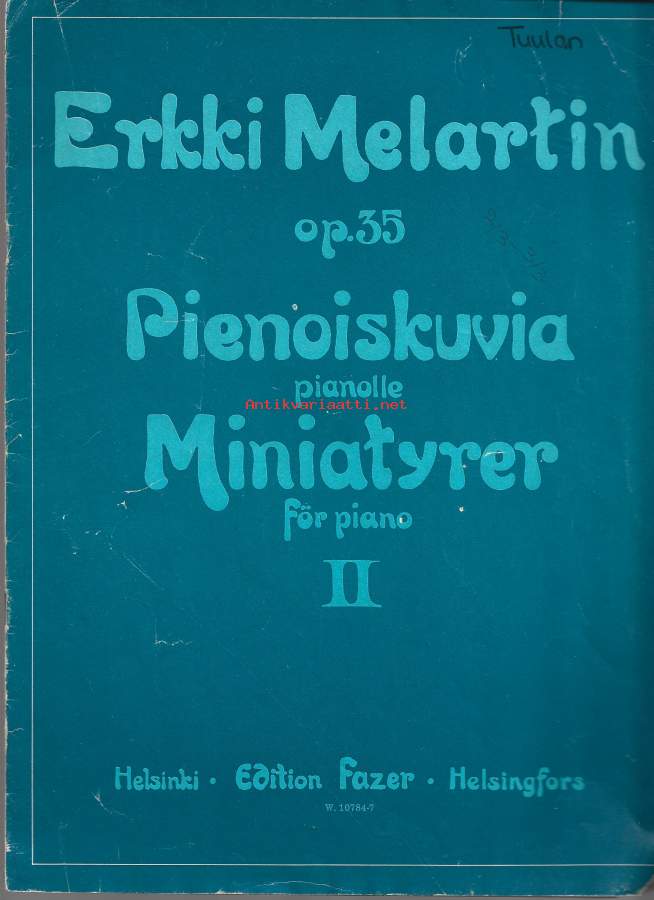 Tuulan
Erkki Melartin
op.35
Pienoiskuvia
pianolle
Antikvariaatti.net
Miniatyrer
för piano
II
Helsinki · Edition Fazer · Helsingfors
W. 10784-7